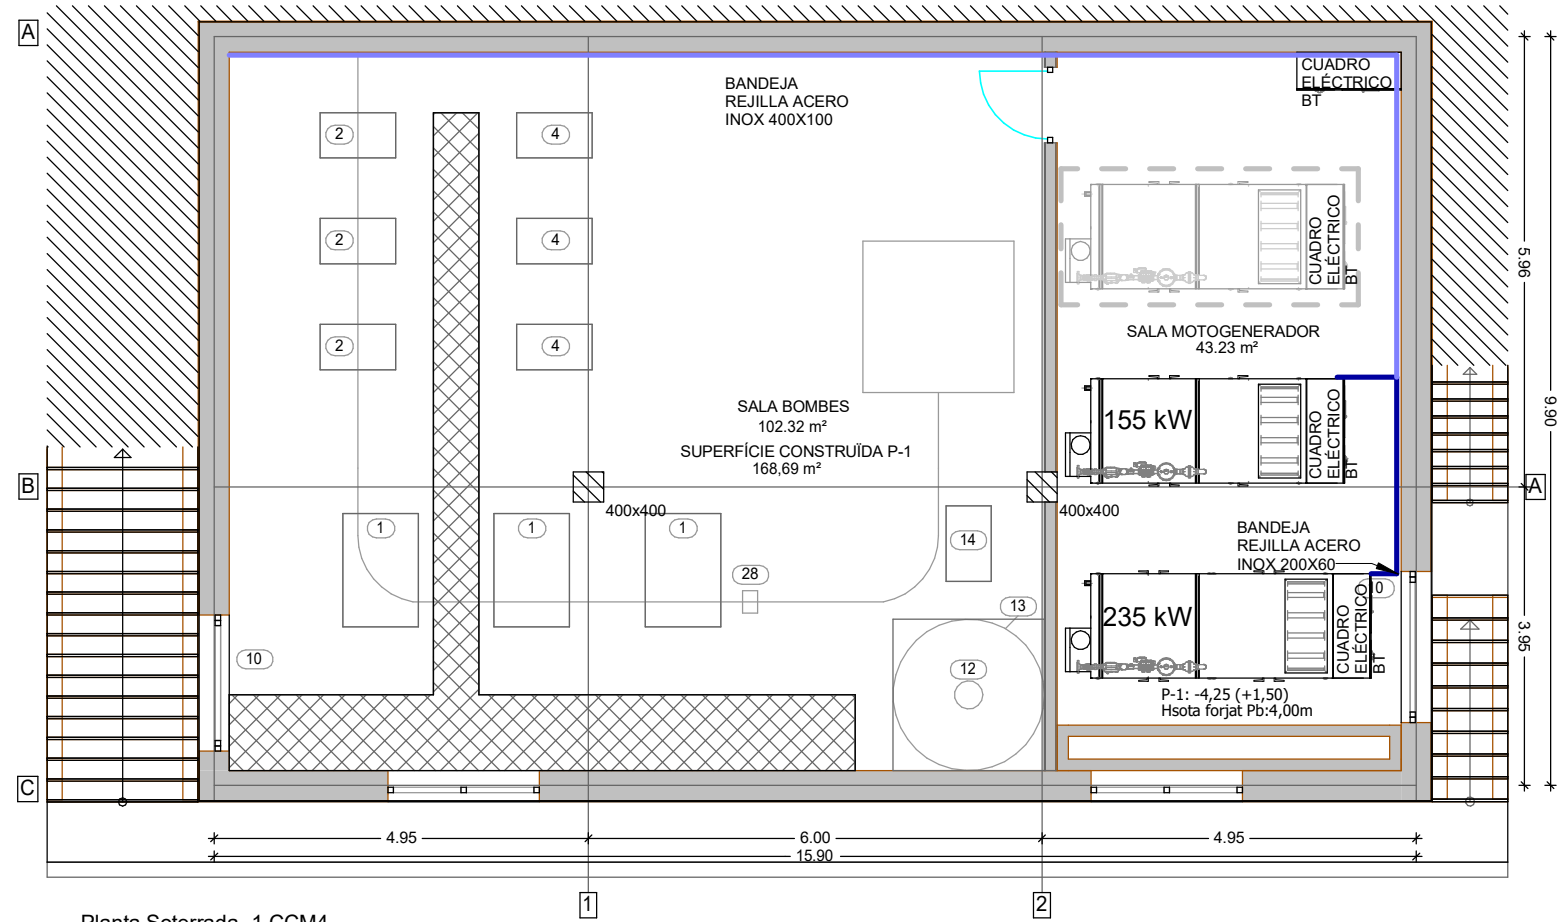 A
BANDEJA
REJILLA ACERO
INOX 400X100
CUADRO
ELÉCTRICO
BT
2
4
2
4
2
4
CUADRO
ELÉCTRICO
BT
5.96
SALA MOTOGENERADOR
43.23 m²
SALA BOMBES
102.32 m²
SUPERFÍCIE CONSTRUÏDA P-1
168,69 m²
155 kW
CUADRO
ELÉCTRICO
BT
9.90
B
A
400x400
400x400
1
1
1
14
28
BANDEJA
REJILLA ACERO
INOX 200X60
10
13
12
10
235 kW
CUADRO
ELÉCTRICO
BT
3.95
P-1: -4,25 (+1,50)
Hsota forjat Pb:4,00m
C
4.95
6.00
4.95
15.90
1
2
Planta Soterrada -1 CCM4